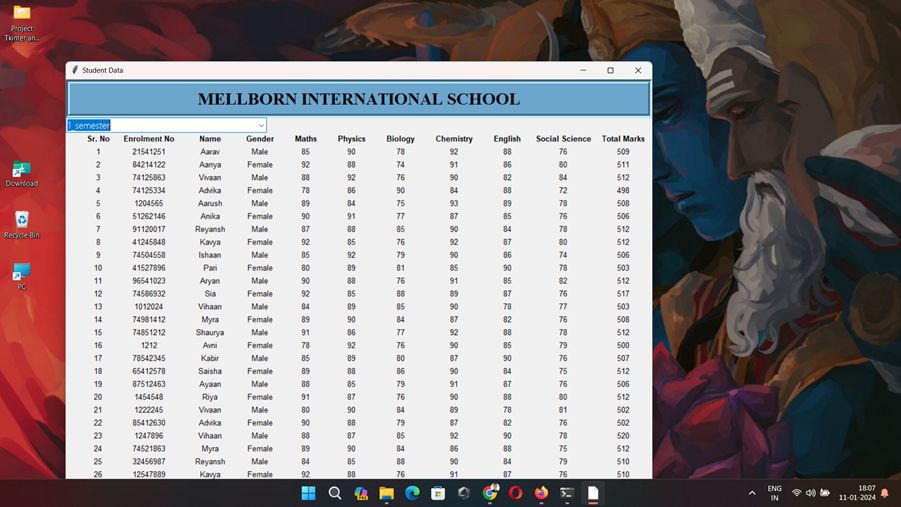 Project
Tkinter an...
Download
Recycle Bin
PC
Student Data
MELLBORN INTERNATIONAL SCHOOL
1 semester
Sr. No Enrolment No Name Gender Maths Physics Biology Chemistry English Social Science Total Marks
1 21541251 Aarav Male 85 90 78 92 88 76 509
2 84214122 Aanya Female 92 88 74 91 86 80 511
3 74125863 Vivaan Male 88 92 76 90 82 84 512
4 74125334 Advika Female 78 86 90 84 88 72 498
5 1204565 Aarush Male 89 84 75 93 89 78 508
6 51262146 Anika Female 90 91 77 87 85 76 506
7 91120017 Reyansh Male 87 88 85 90 84 78 512
8 41245848 Kavya Female 92 85 76 92 87 80 512
9 74504558 Ishaan Male 85 92 79 90 86 74 506
10 41527896 Pari Female 80 89 81 85 90 78 503
11 96541023 Aryan Male 90 88 76 91 85 82 512
12 74586932 Sia Female 92 85 88 89 87 76 517
13 1012024 Vihaan Male 84 89 85 90 78 77 503
14 74981412 Myra Female 89 90 84 87 82 76 508
15 74851212 Shaurya Male 91 86 77 92 88 78 512
16 1212 Avni Female 78 92 76 90 85 79 500
17 78542345 Kabir Male 85 89 80 87 90 76 507
18 65412578 Saisha Female 89 88 86 90 84 75 512
19 87512463 Ayaan Male 88 85 79 91 87 76 506
20 1454548 Riya Female 91 87 76 90 88 80 512
21 1222245 Vivaan Male 80 90 84 89 78 81 502
22 85412630 Advika Female 90 88 79 87 82 76 502
23 1247896 Vihaan Male 88 87 85 92 90 78 520
24 74521863 Myra Female 89 90 84 86 88 75 512
25 32456987 Reyansh Male 84 85 88 90 84 79 510
26 12547889 Kavya Female 92 88 76 91 87 76 510
ENG
IN
18:07
11-01-2024